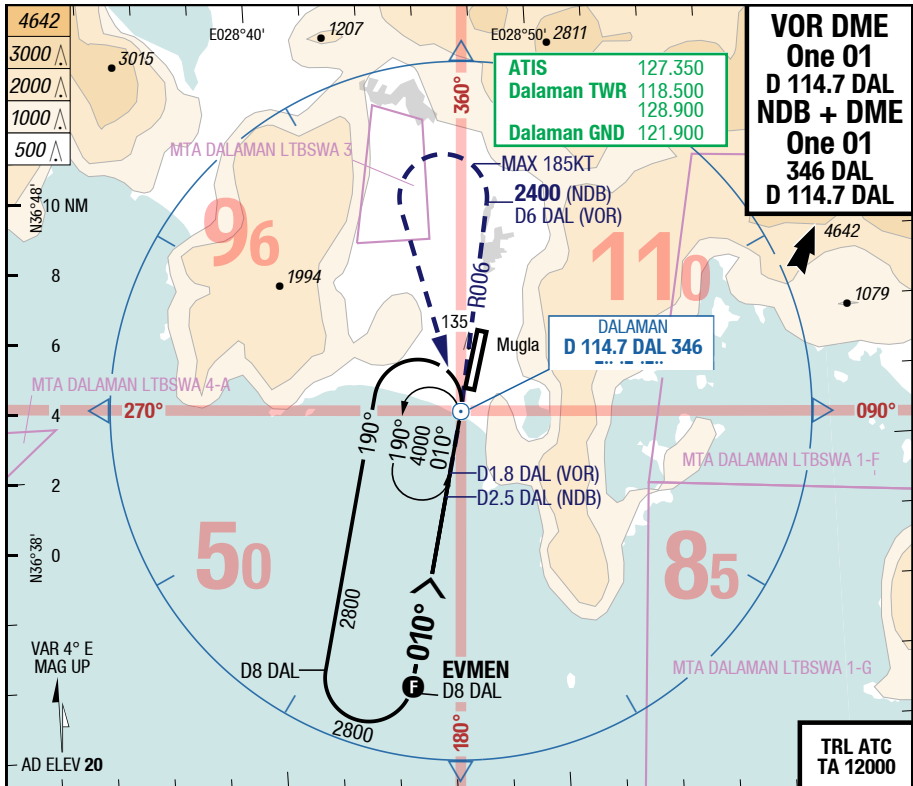 4642
3000
2000
1000
500
3015
E028°40'
1207
E028°50'
2811
360°
ATIS 127.350
Dalaman TWR 118.500
128.900
Dalaman GND 121.900
VOR DME
One 01
D 114.7 DAL
NDB + DME
One 01
346 DAL
D 114.7 DAL
MTA DALAMAN LTBSWA 3
MAX 185KT
2400 (NDB)
D6 DAL (VOR)
N36°48'
10 NM
96
110
4642
1994
1079
R006
8
135
Mugla
DALAMAN
D 114.7 DAL 346
6
MTA DALAMAN LTBSWA 4-A
270°
090°
4
190°
190°
4000
010°
MTA DALAMAN LTBSWA 1-F
D1.8 DAL (VOR)
D2.5 DAL (NDB)
2
N36°38'
0
50
85
2800
010°
VAR 4° E
MAG UP
D8 DAL
EVMEN
F
D8 DAL
MTA DALAMAN LTBSWA 1-G
2800
180°
AD ELEV 20
TRL ATC
TA 12000